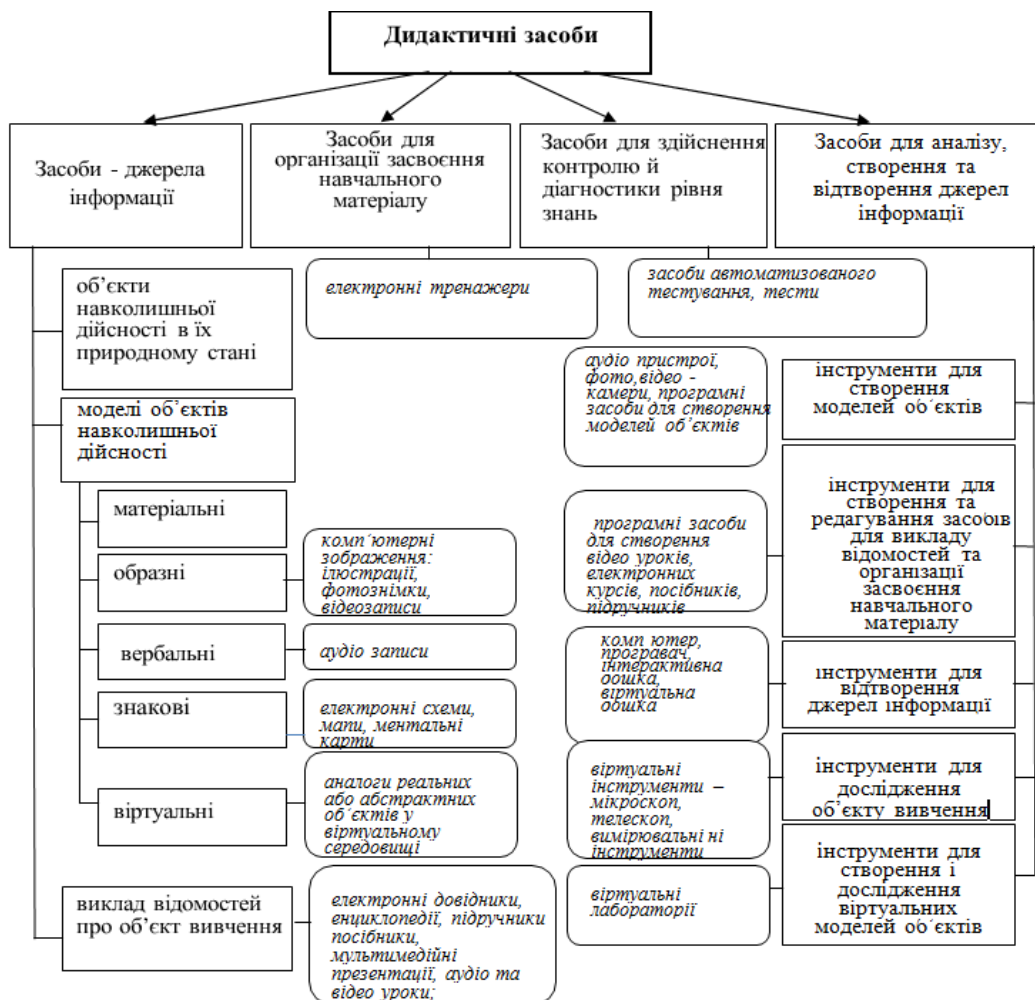 Дидактичні засоби
Засоби - джерела
інформації
Засоби для
організації засвоєння
навчального
матеріалу
Засоби для здійснення
контролю й
діагностики рівня
знань
Засоби для аналізу,
створення та
відтворення джерел
інформації
об’єкти
навколишньої
дійсності в їх
природному стані
електронні тренажери
засоби автоматизованого
тестування, тести
моделі об’єктів
навколишньої
дійсності
матеріальні
образні
комп´ютерні
зображення:
ілюстрації,
фотознімки,
відеозаписи
вербальні
аудіо записи
знакові
електронні схеми,
мапи, ментальні
карти
віртуальні
аналоги реальних
або абстрактних
об´єктів у
віртуальному
середовищі
виклад відомостей
про об’єкт вивчення
електронні довідники,
енциклопедії, підручники
посібники,
мультимедійні
презентації, аудіо та
відео уроки;
аудіо пристрої,
фото,відео -
камери, програмні
засоби для створення
моделей об’єктів
інструменти для
створення
моделей об´єктів
програмні засоби
для створення
відео уроків,
електронних
курсів, посібників,
підручників
інструменти для
створення та
редагування засобів
для викладу
відомостей та
організації
засвоєння
навчального
матеріалу
комп ютер,
програвач,
інтерактивна
дошка,
віртуальна
дошка
інструменти для
відтворення
джерел інформації
віртуальні
інструменти –
мікроскоп,
телескоп,
вимірювальні ні
інструменти
інструменти для
дослідження
об´єкту вивчення
віртуальні
лабораторії
інструменти для
створення і
дослідження
віртуальних
моделей об´єктів